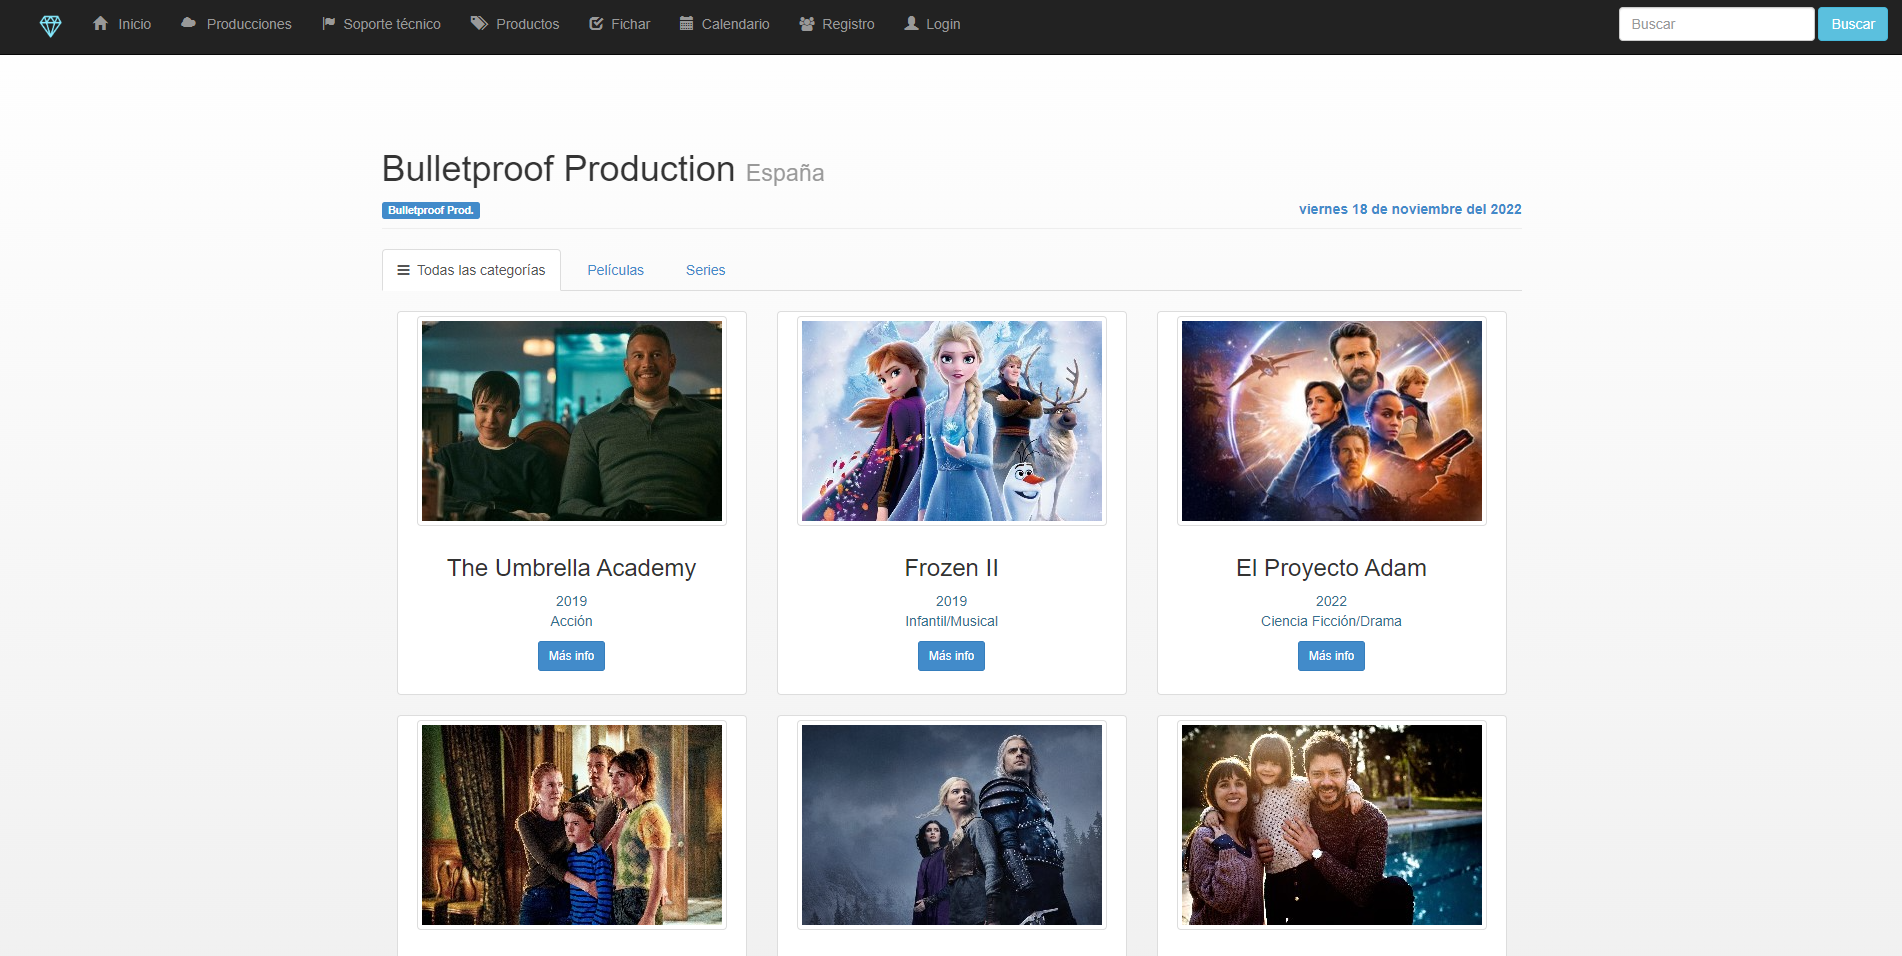 Inicio Producciones Soporte técnico Productos Fichar Calendario Registro Login Buscar Buscar
Bulletproof Production España
Bulletproof Prod. viernes 18 de noviembre del 2022
Todas las categorías Películas Series
The Umbrella Academy Frozen II El Proyecto Adam
2019 2019 2022
Acción Infantil/Musical Ciencia Ficción/Drama
Más info Más info Más info